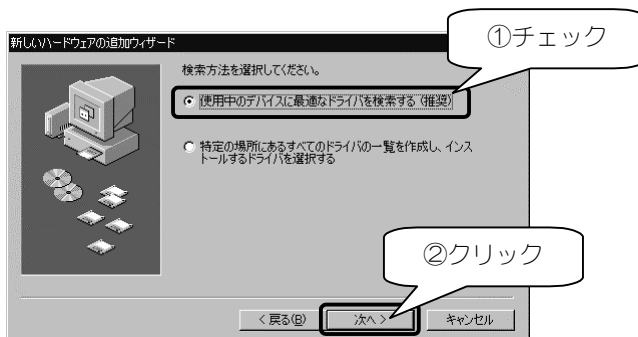 新しいハードウェアの追加ウィザード
①チェック
検索方法を選択してください。
使用中のデバイスに最適なドライバを検索する (推奨)
特定の場所にあるすべてのドライバの一覧を作成し、インス
トールするドライバを選択する
②クリック
< 戻る(B)
次へ >
キャンセル